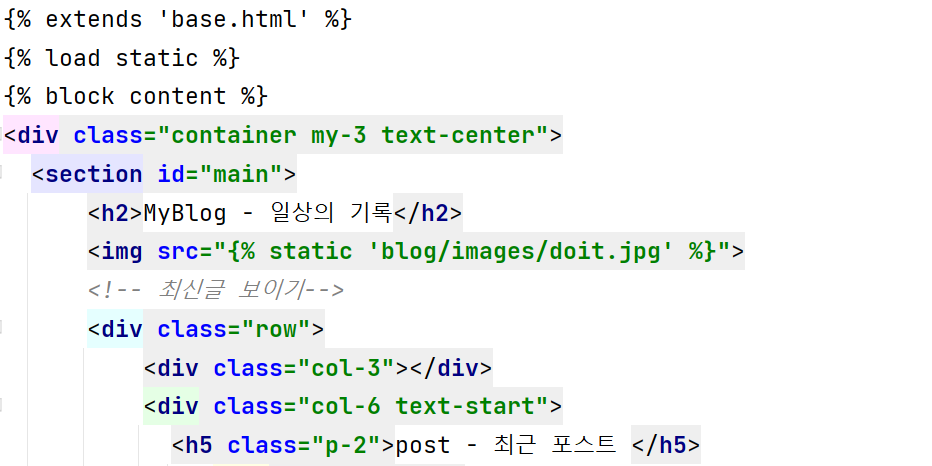 {% extends 'base.html' %}
{% load static %}
{% block content %}
<div class="container my-3 text-center">
<section id="main">
<h2>MyBlog - 일상의 기록</h2>
<img src="{% static 'blog/images/doit.jpg' %}">
<!-- 최신글 보이기-->
<div class="row">
<div class="col-3"></div>
<div class="col-6 text-start">
<h5 class="p-2">post - 최근 포스트 </h5>